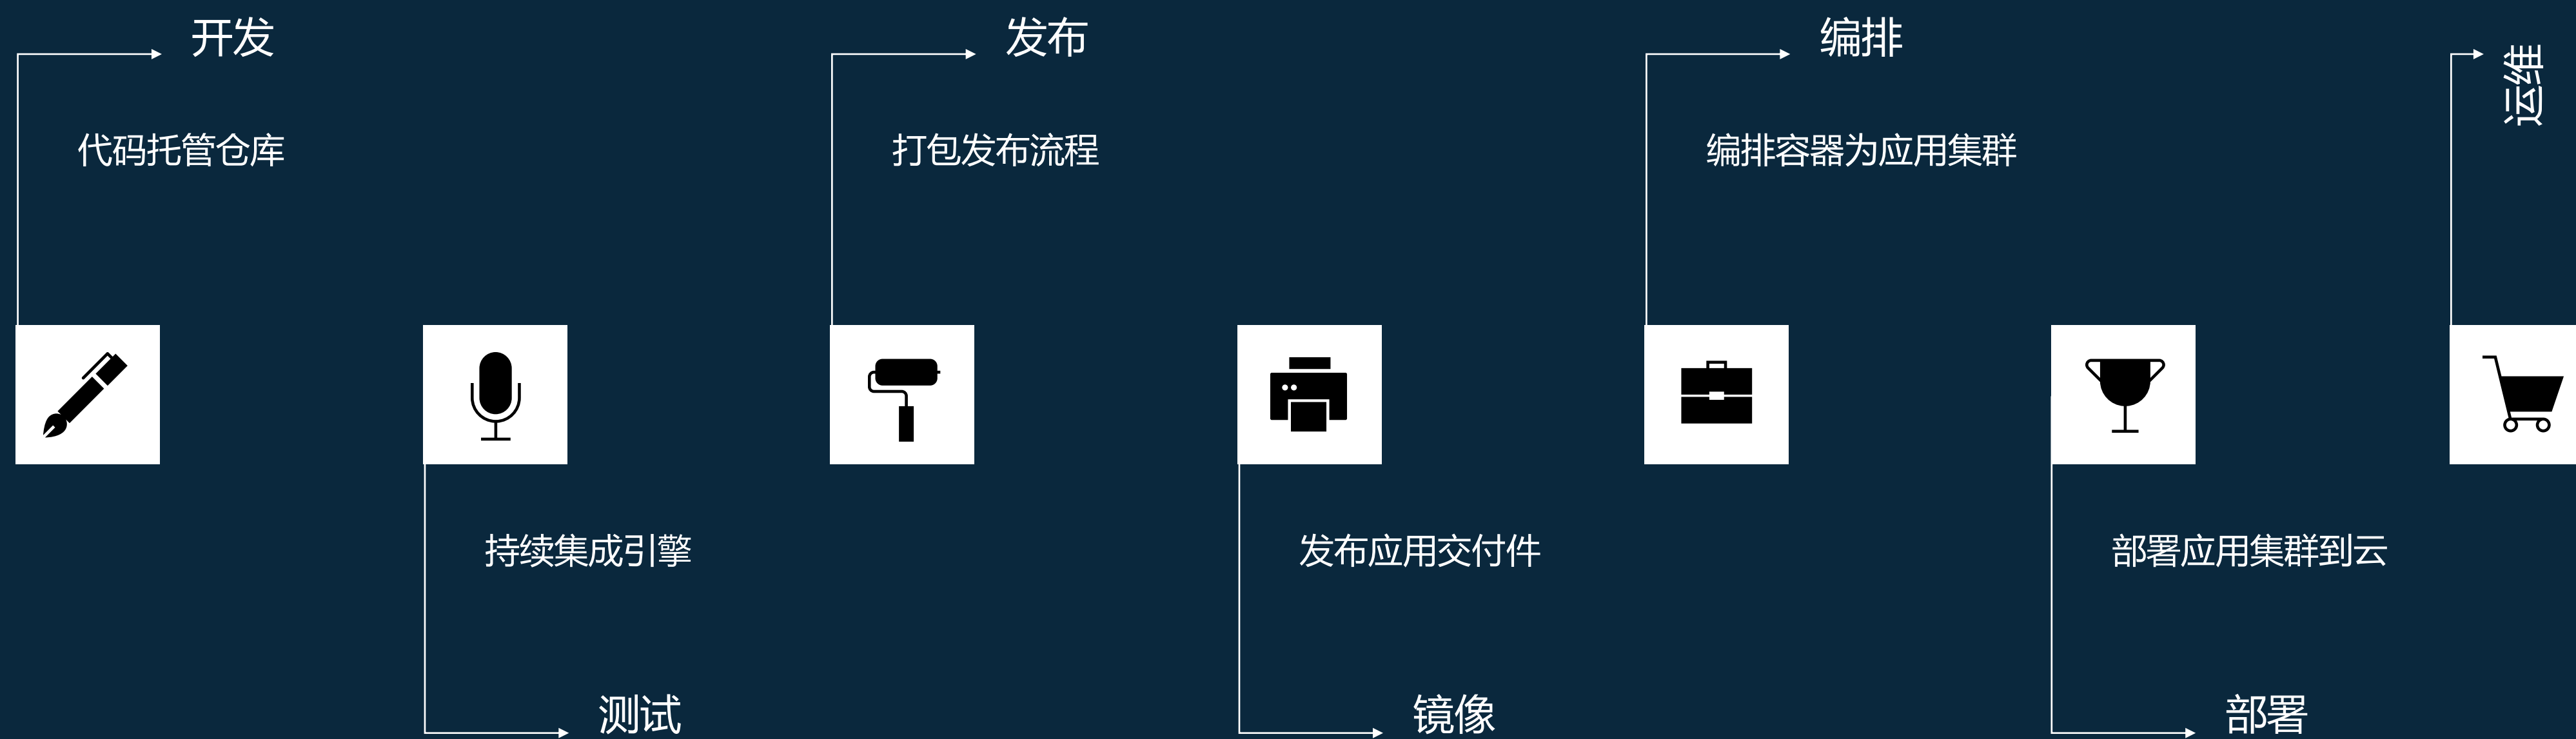 开发
代码托管仓库
持续集成引擎
测试
发布
打包发布流程
发布应用交付件
镜像
编排
编排容器为应用集群
部署应用集群到云
部署
运维